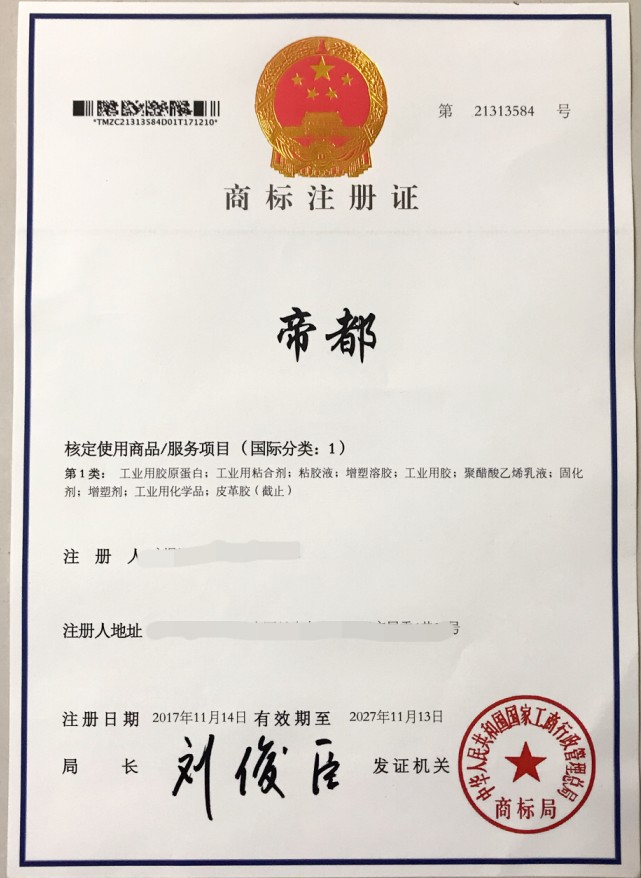 *TMZC21313584D01T171210*
第 21313584 号
商标注册证
帝都
核定使用商品/服务项目（国际分类：1）
第1类：工业用胶原蛋白；工业用粘合剂；粘胶液；增塑溶胶；工业用胶；聚醋酸乙烯乳液；固化
剂；增塑剂；工业用化学品；皮革胶（截止）
注册人
注册人地址 号
注册日期 2017年11月14日 有效期至 2027年11月13日
局长 刘俊臣 发证机关
中华人民共和国国家工商行政管理总局
商标局